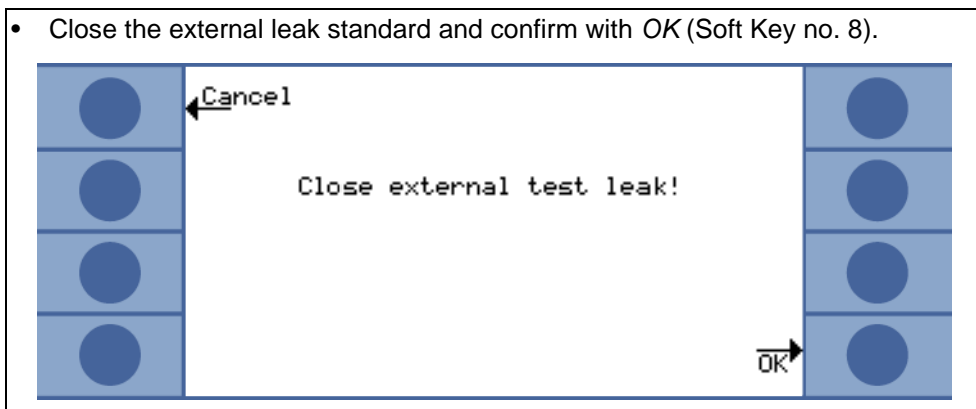 • Close the external leak standard and confirm with OK (Soft Key no. 8).
Cancel
Close external test leak!
OK